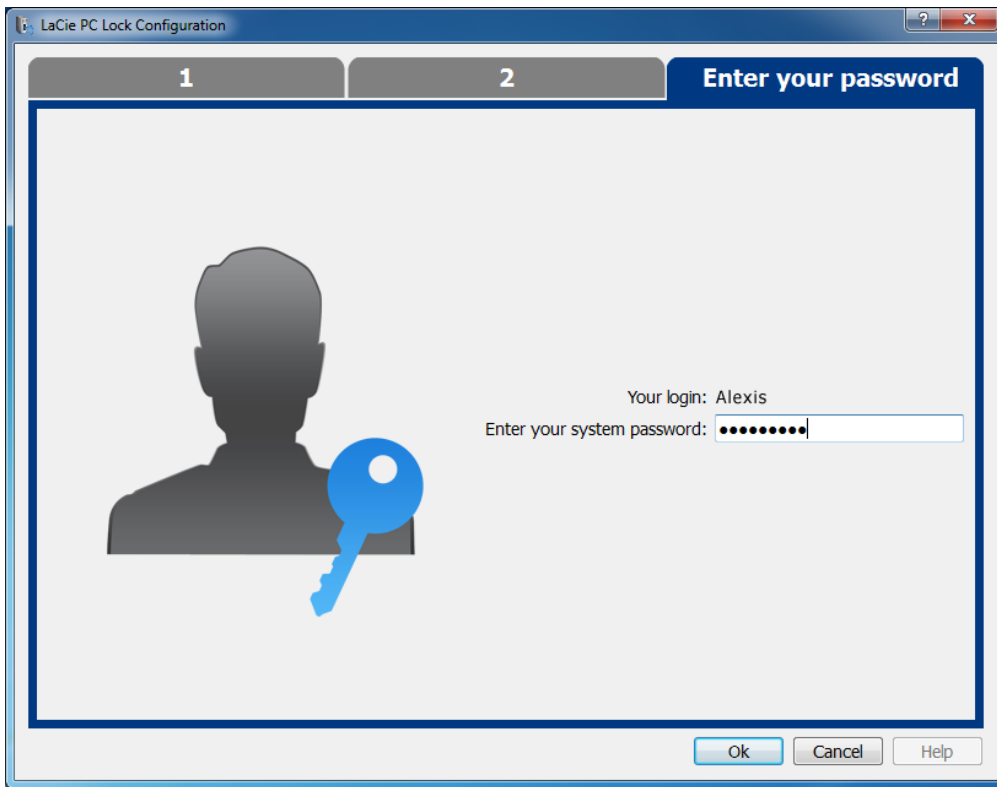 LaCie PC Lock Configuration
1 2 Enter your password
Your login: Alexis
Enter your system password: ●●●●●●●●●
Ok Cancel Help